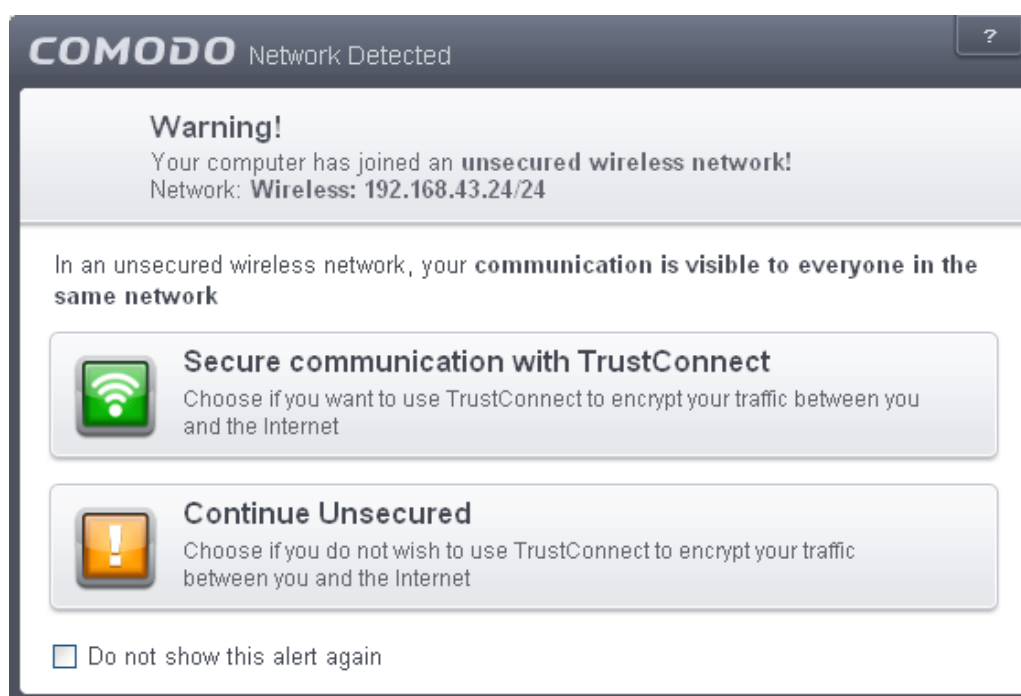 COMODO Network Detected
?
Warning!
Your computer has joined an unsecured wireless network!
Network: Wireless: 192.168.43.24/24
In an unsecured wireless network, your communication is visible to everyone in the
same network
Secure communication with TrustConnect
Choose if you want to use TrustConnect to encrypt your traffic between you
and the Internet
Continue Unsecured
Choose if you do not wish to use TrustConnect to encrypt your traffic
between you and the Internet
Do not show this alert again